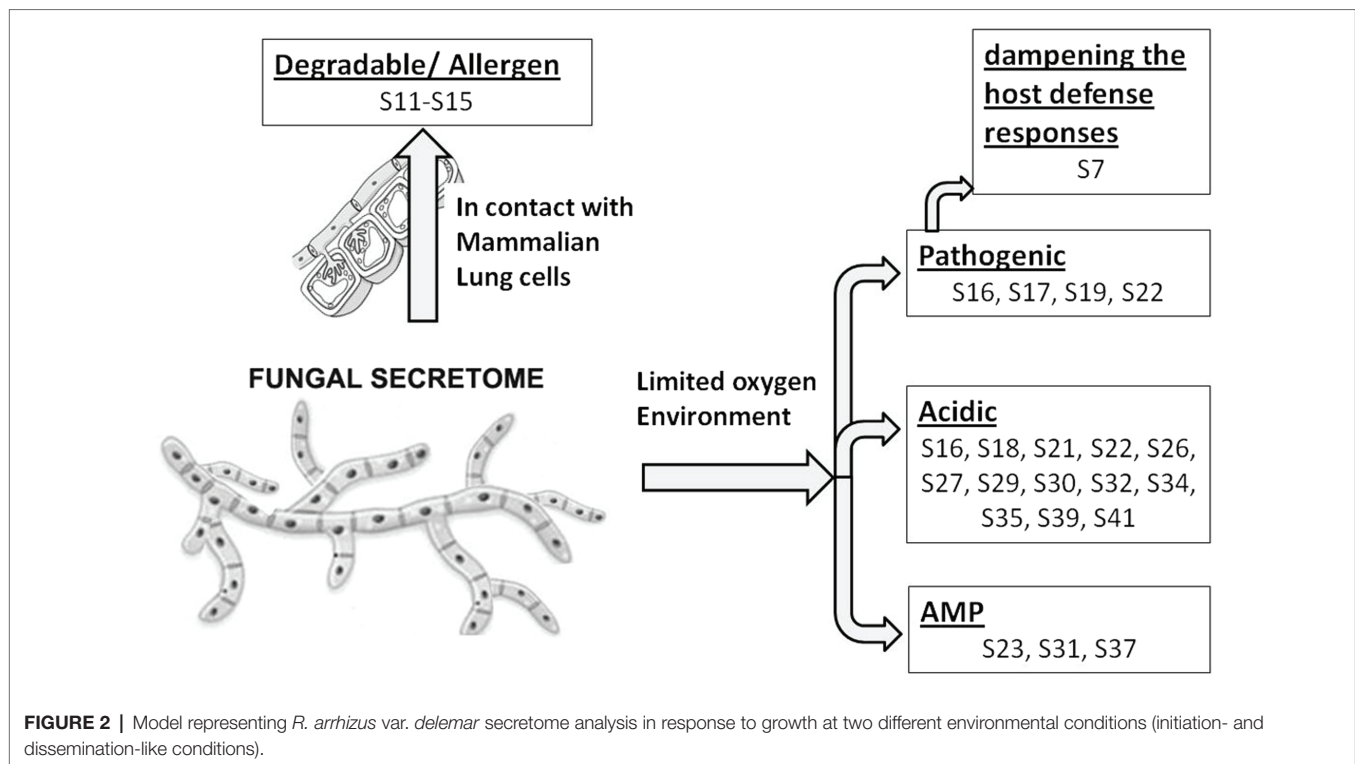 Degradable/ Allergen
S11-S15
In contact with
Mammalian
Lung cells
FUNGAL SECRETOME
Limited oxygen
Environment
dampening the
host defense
responses
S7
Pathogenic
S16, S17, S19, S22
Acidic
S16, S18, S21, S22, S26,
S27, S29, S30, S32, S34,
S35, S39, S41
AMP
S23, S31, S37
FIGURE 2 | Model representing R. arrhizus var. delemar secretome analysis in response to growth at two different environmental conditions (initiation- and
dissemination-like conditions).